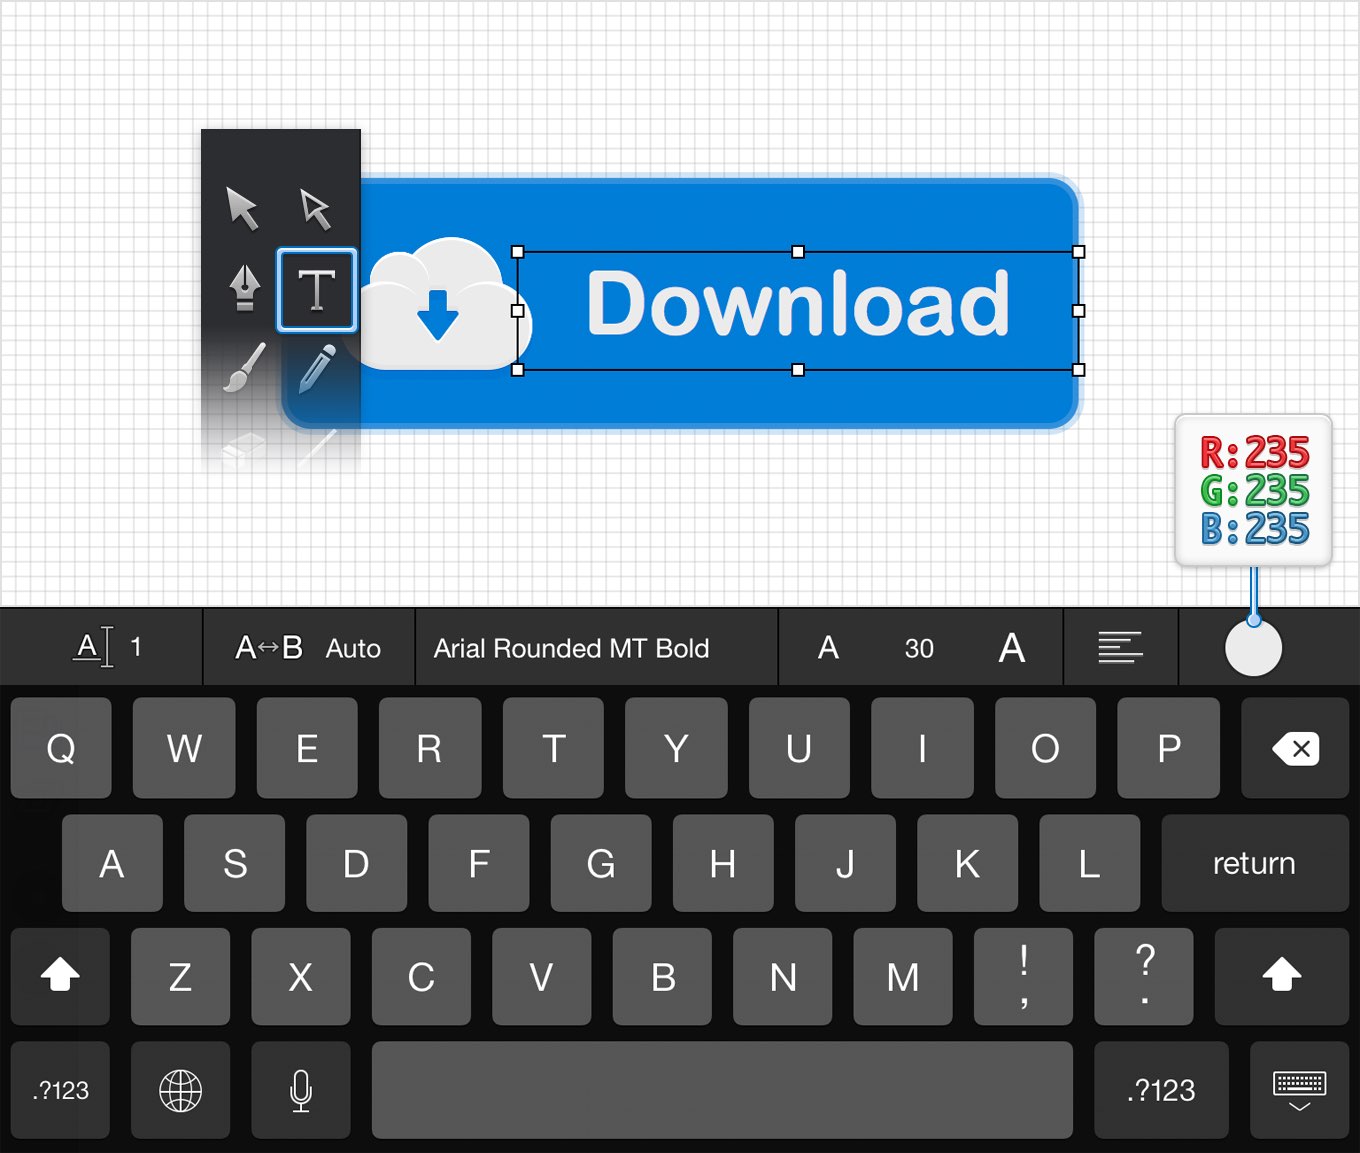 T
Download
R:235
G:235
B:235
A 1
A↔B Auto
Arial Rounded MT Bold
A 30 A
Q W E R T Y U I O P
A S D F G H J K L return
Z X C V B N M ! , ? .
.?123 .?123